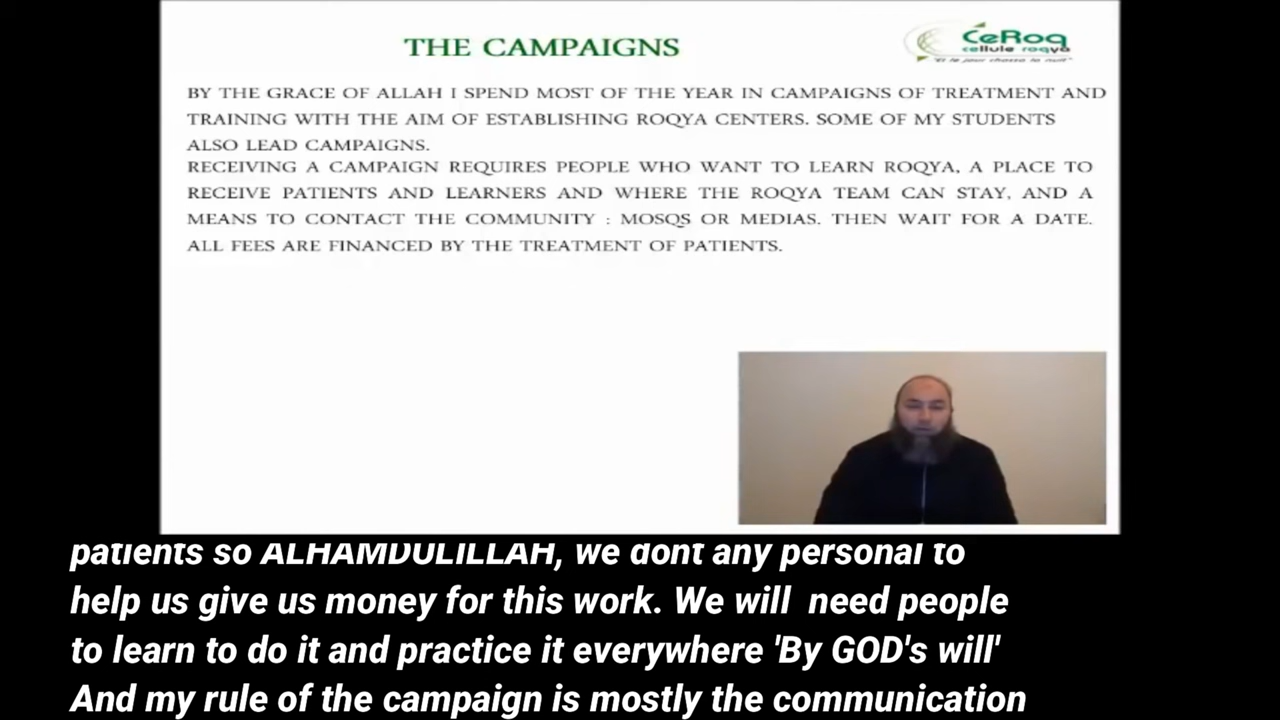 THE CAMPAIGNS
CeRoq
cellule roqya
"Et le jour chassa la nuit"
BY THE GRACE OF ALLAH I SPEND MOST OF THE YEAR IN CAMPAIGNS OF TREATMENT AND
TRAINING WITH THE AIM OF ESTABLISHING ROQYA CENTERS. SOME OF MY STUDENTS
ALSO LEAD CAMPAIGNS.
RECEIVING A CAMPAIGN REQUIRES PEOPLE WHO WANT TO LEARN ROQYA, A PLACE TO
RECEIVE PATIENTS AND LEARNERS AND WHERE THE ROQYA TEAM CAN STAY, AND A
MEANS TO CONTACT THE COMMUNITY : MOSQS OR MEDIAS. THEN WAIT FOR A DATE.
ALL FEES ARE FINANCED BY THE TREATMENT OF PATIENTS.
patients so ALHAMDULILLAH, we dont any personal to
help us give us money for this work. We will  need people
to learn to do it and practice it everywhere 'By GOD's will'
And my rule of the campaign is mostly the communication